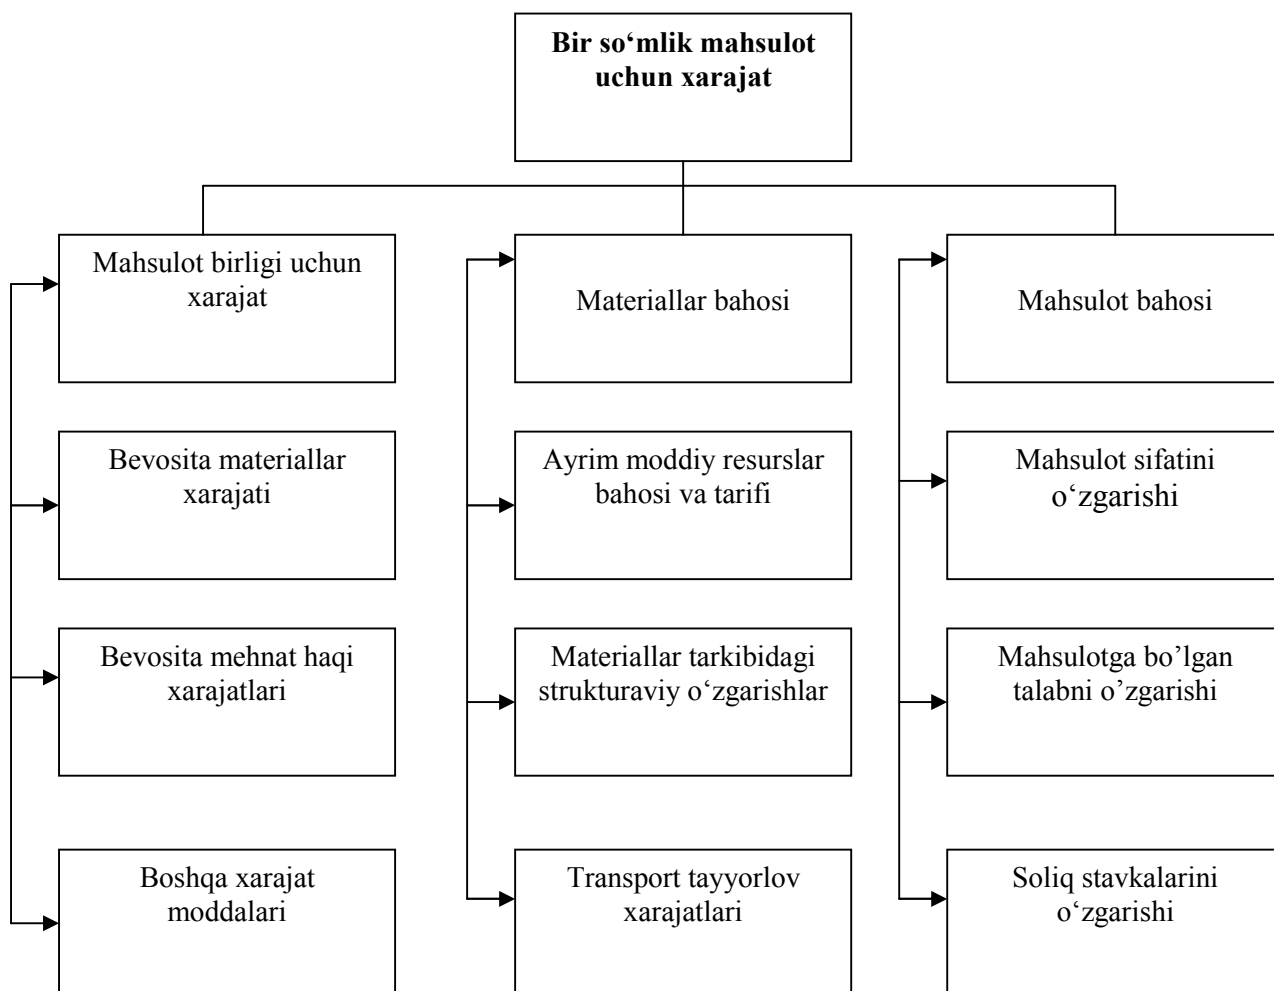 Bir so‘mlik mahsulot
uchun xarajat
Mahsulot birligi uchun
xarajat
Materiallar bahosi
Mahsulot bahosi
Bevosita materiallar
xarajati
Ayrim moddiy resurslar
bahosi va tarifi
Mahsulot sifatini
o‘zgarishi
Bevosita mehnat haqi
xarajatlari
Materiallar tarkibidagi
strukturaviy o‘zgarishlar
Mahsulotga bo’lgan
talabni o’zgarishi
Boshqa xarajat
moddalari
Transport tayyorlov
xarajatlari
Soliq stavkalarini
o‘zgarishi